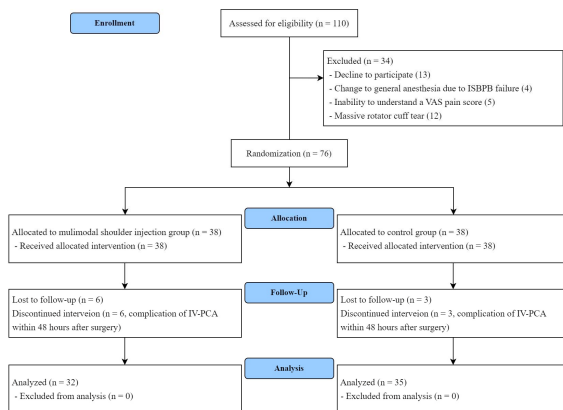 Enrollment
Assessed for eligibility (n = 110)
Excluded (n = 34)
- Decline to participate (13)
- Change to general anesthesia due to ISBPB failure (4)
- Inability to understand a VAS pain score (5)
- Massive rotator cuff tear (12)
Randomization (n = 76)
Allocation
Allocated to mulimodal shoulder injection group (n = 38)
- Received allocated intervention (n = 38)
Allocated to control group (n = 38)
- Received allocated intervention (n = 38)
Follow-Up
Lost to follow-up (n = 6)
Discontinued interveion (n = 6, complication of IV-PCA
within 48 hours after surgery)
Lost to follow-up (n = 3)
Discontinued interveion (n = 3, complication of IV-PCA
within 48 hours after surgery)
Analysis
Analyzed (n = 32)
- Excluded from analysis (n = 0)
Analyzed (n = 35)
- Excluded from analysis (n = 0)